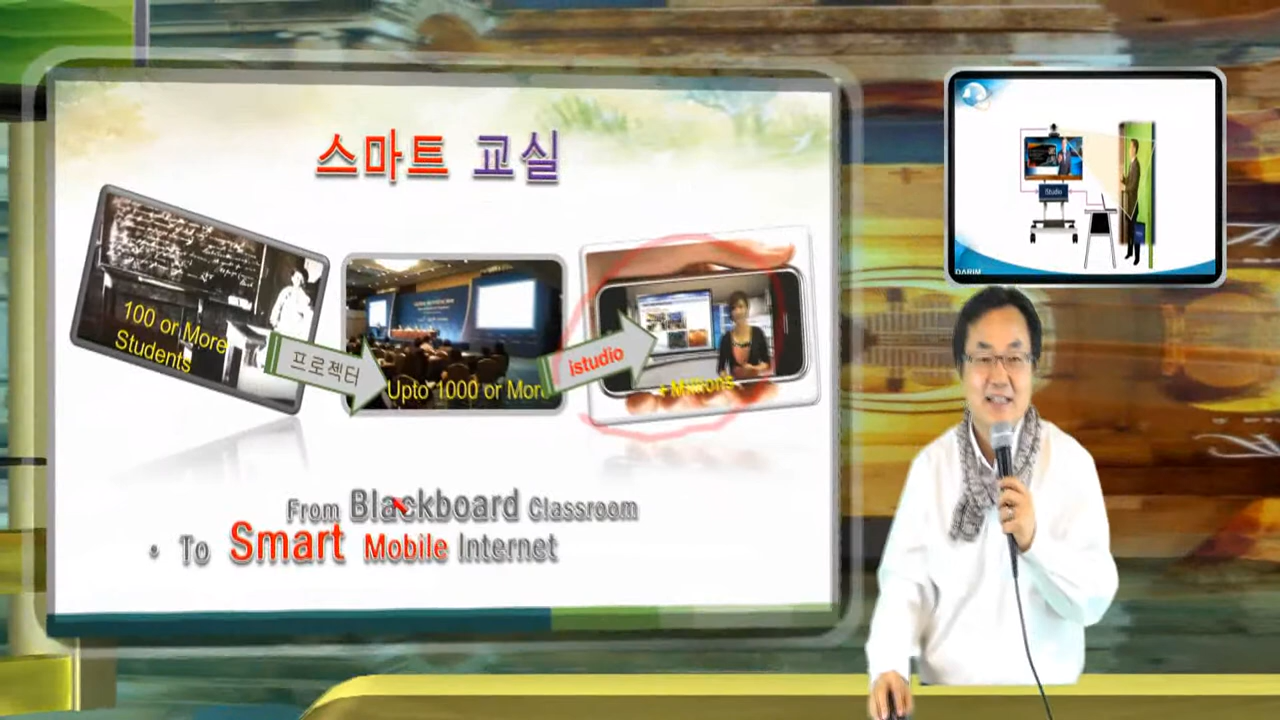 스마트 교실
100 or More
Students
프로젝터
Upto 1000 or More
istudio
+ Millions
From Blackboard Classroom
• To Smart Mobile Internet
iStudio
DARIM